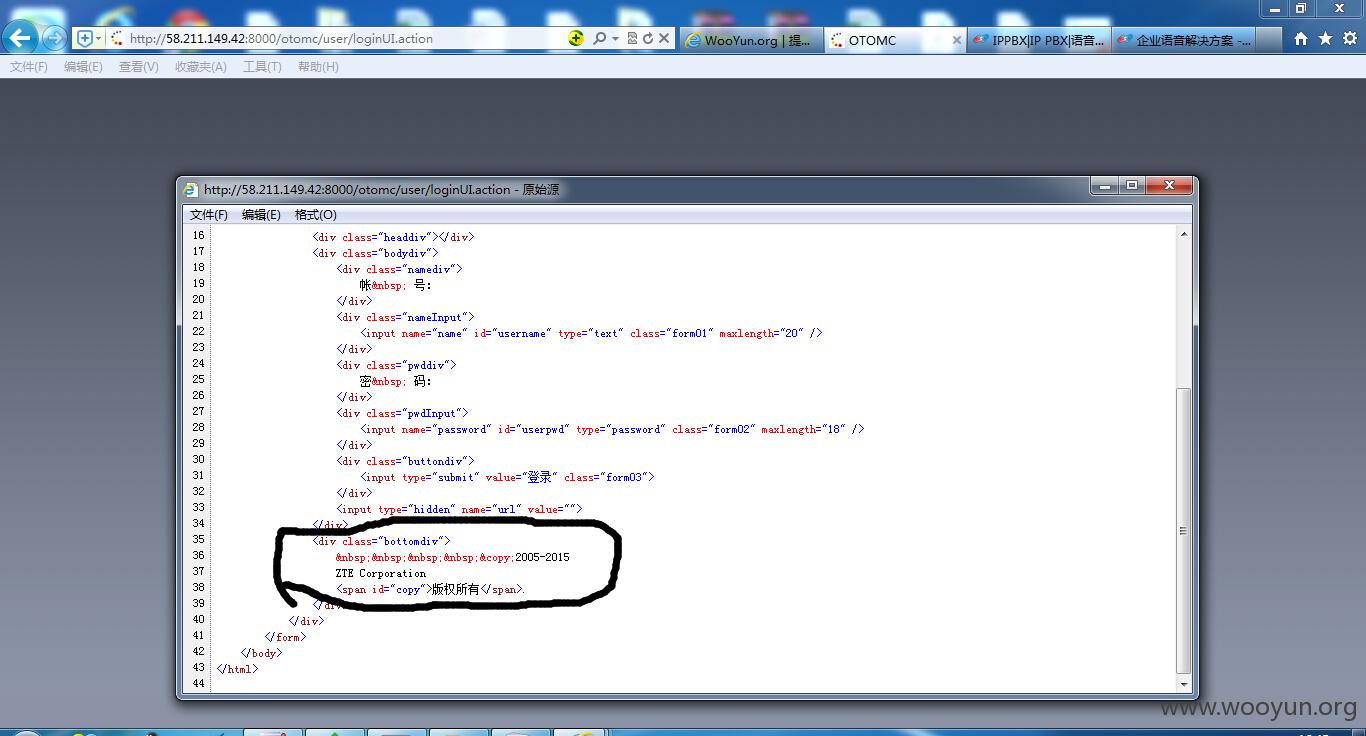 http://58.211.149.42:8000/otomc/user/loginUI.action
WooYun.org | 提...
OTOMC
IPPBX|IP PBX|语音...
企业语音解决方案 -...
文件(F) 编辑(E) 查看(V) 收藏夹(A) 工具(T) 帮助(H)
http://58.211.149.42:8000/otomc/user/loginUI.action - 原始源
文件(F) 编辑(E) 格式(O)
16 <div class="headdiv"></div>
17 <div class="bodydiv">
18 <div class="namediv">
19 帐&nbsp; 号:
20 </div>
21 <div class="nameInput">
22 <input name="name" id="username" type="text" class="form01" maxlength="20" />
23 </div>
24 <div class="pwddiv">
25 密&nbsp; 码:
26 </div>
27 <div class="pwdInput">
28 <input name="password" id="userpwd" type="password" class="form02" maxlength="18" />
29 </div>
30 <div class="buttondiv">
31 <input type="submit" value="登录" class="form03">
32 </div>
33 <input type="hidden" name="url" value="">
34 </div>
35 <div class="bottomdiv">
36 &nbsp;&nbsp;&nbsp;&nbsp;&copy;2005-2015
37 ZTE Corporation
38 <span id="copy">版权所有</span>.
39 </div>
40 </div>
41 </form>
42 </body>
43 </html>
44
www.wooyun.org